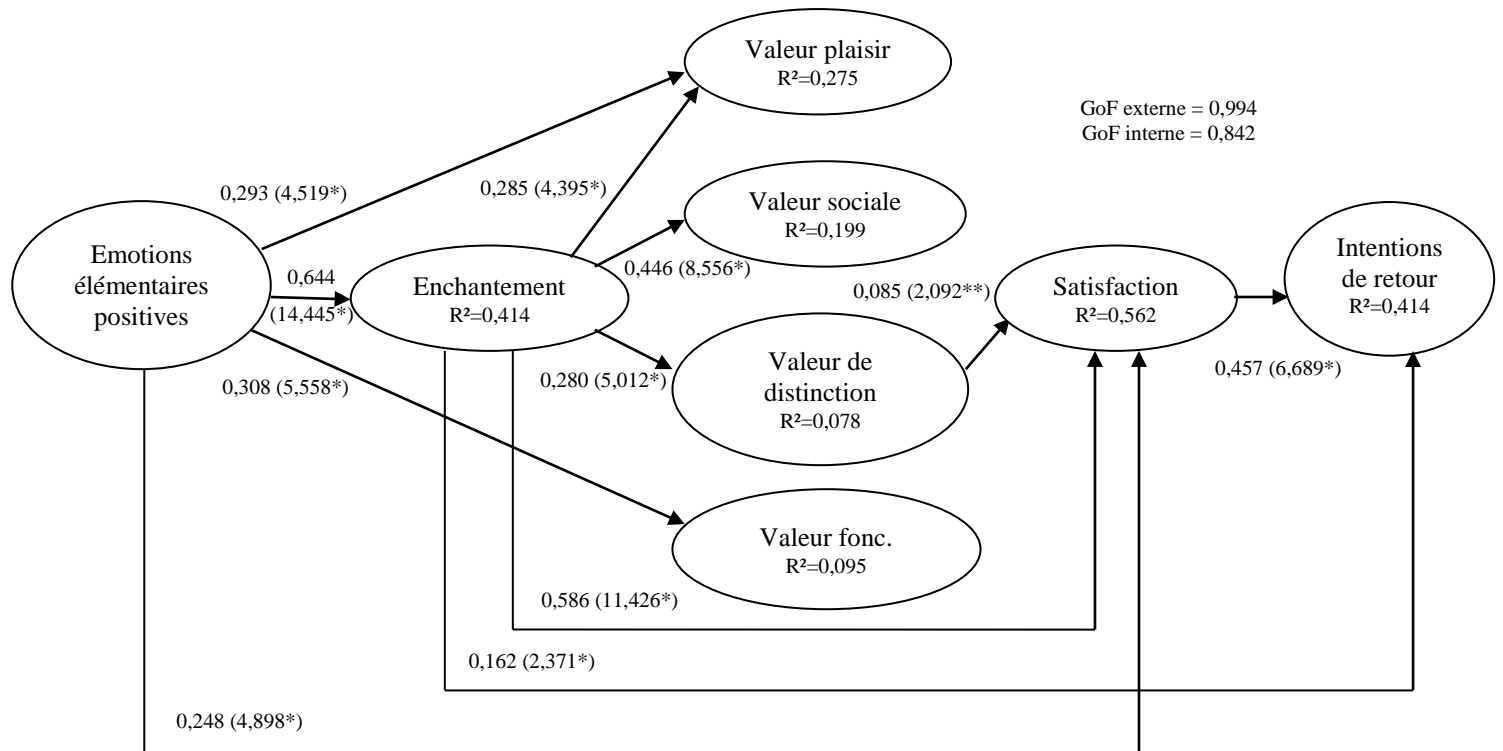 Valeur plaisir
R²=0,275
GoF externe = 0,994
GoF interne = 0,842
0,293 (4,519*)
0,285 (4,395*)
Valeur sociale
R²=0,199
Emotions
élémentaires
positives
0,644
(14,445*)
Enchantement
R²=0,414
0,446 (8,556*)
0,085 (2,092**)
Satisfaction
R²=0,562
Intentions
de retour
R²=0,414
0,308 (5,558*)
0,280 (5,012*)
Valeur de
distinction
R²=0,078
0,457 (6,689*)
Valeur fonc.
R²=0,095
0,586 (11,426*)
0,162 (2,371*)
0,248 (4,898*)